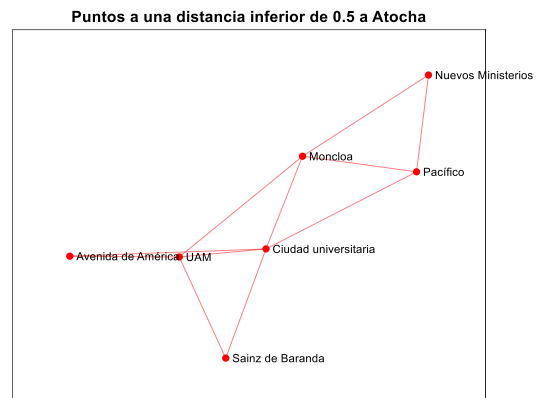 Puntos a una distancia inferior de 0.5 a Atocha
Nuevos Ministerios
Moncloa
Pacífico
Ciudad universitaria
Avenida de América
UAM
Sainz de Baranda